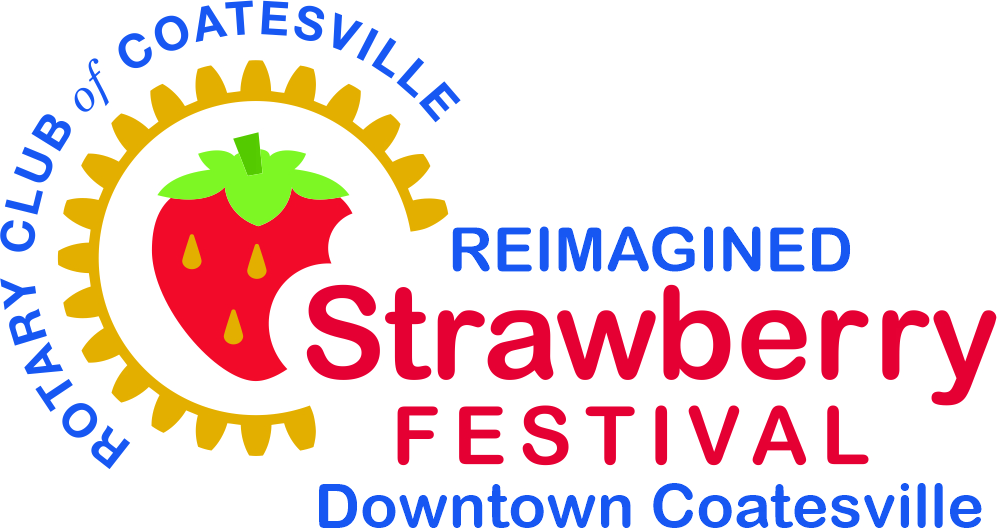 ROTARY CLUB of COATESVILLE
REIMAGINED
Strawberry
FESTIVAL
Downtown Coatesville